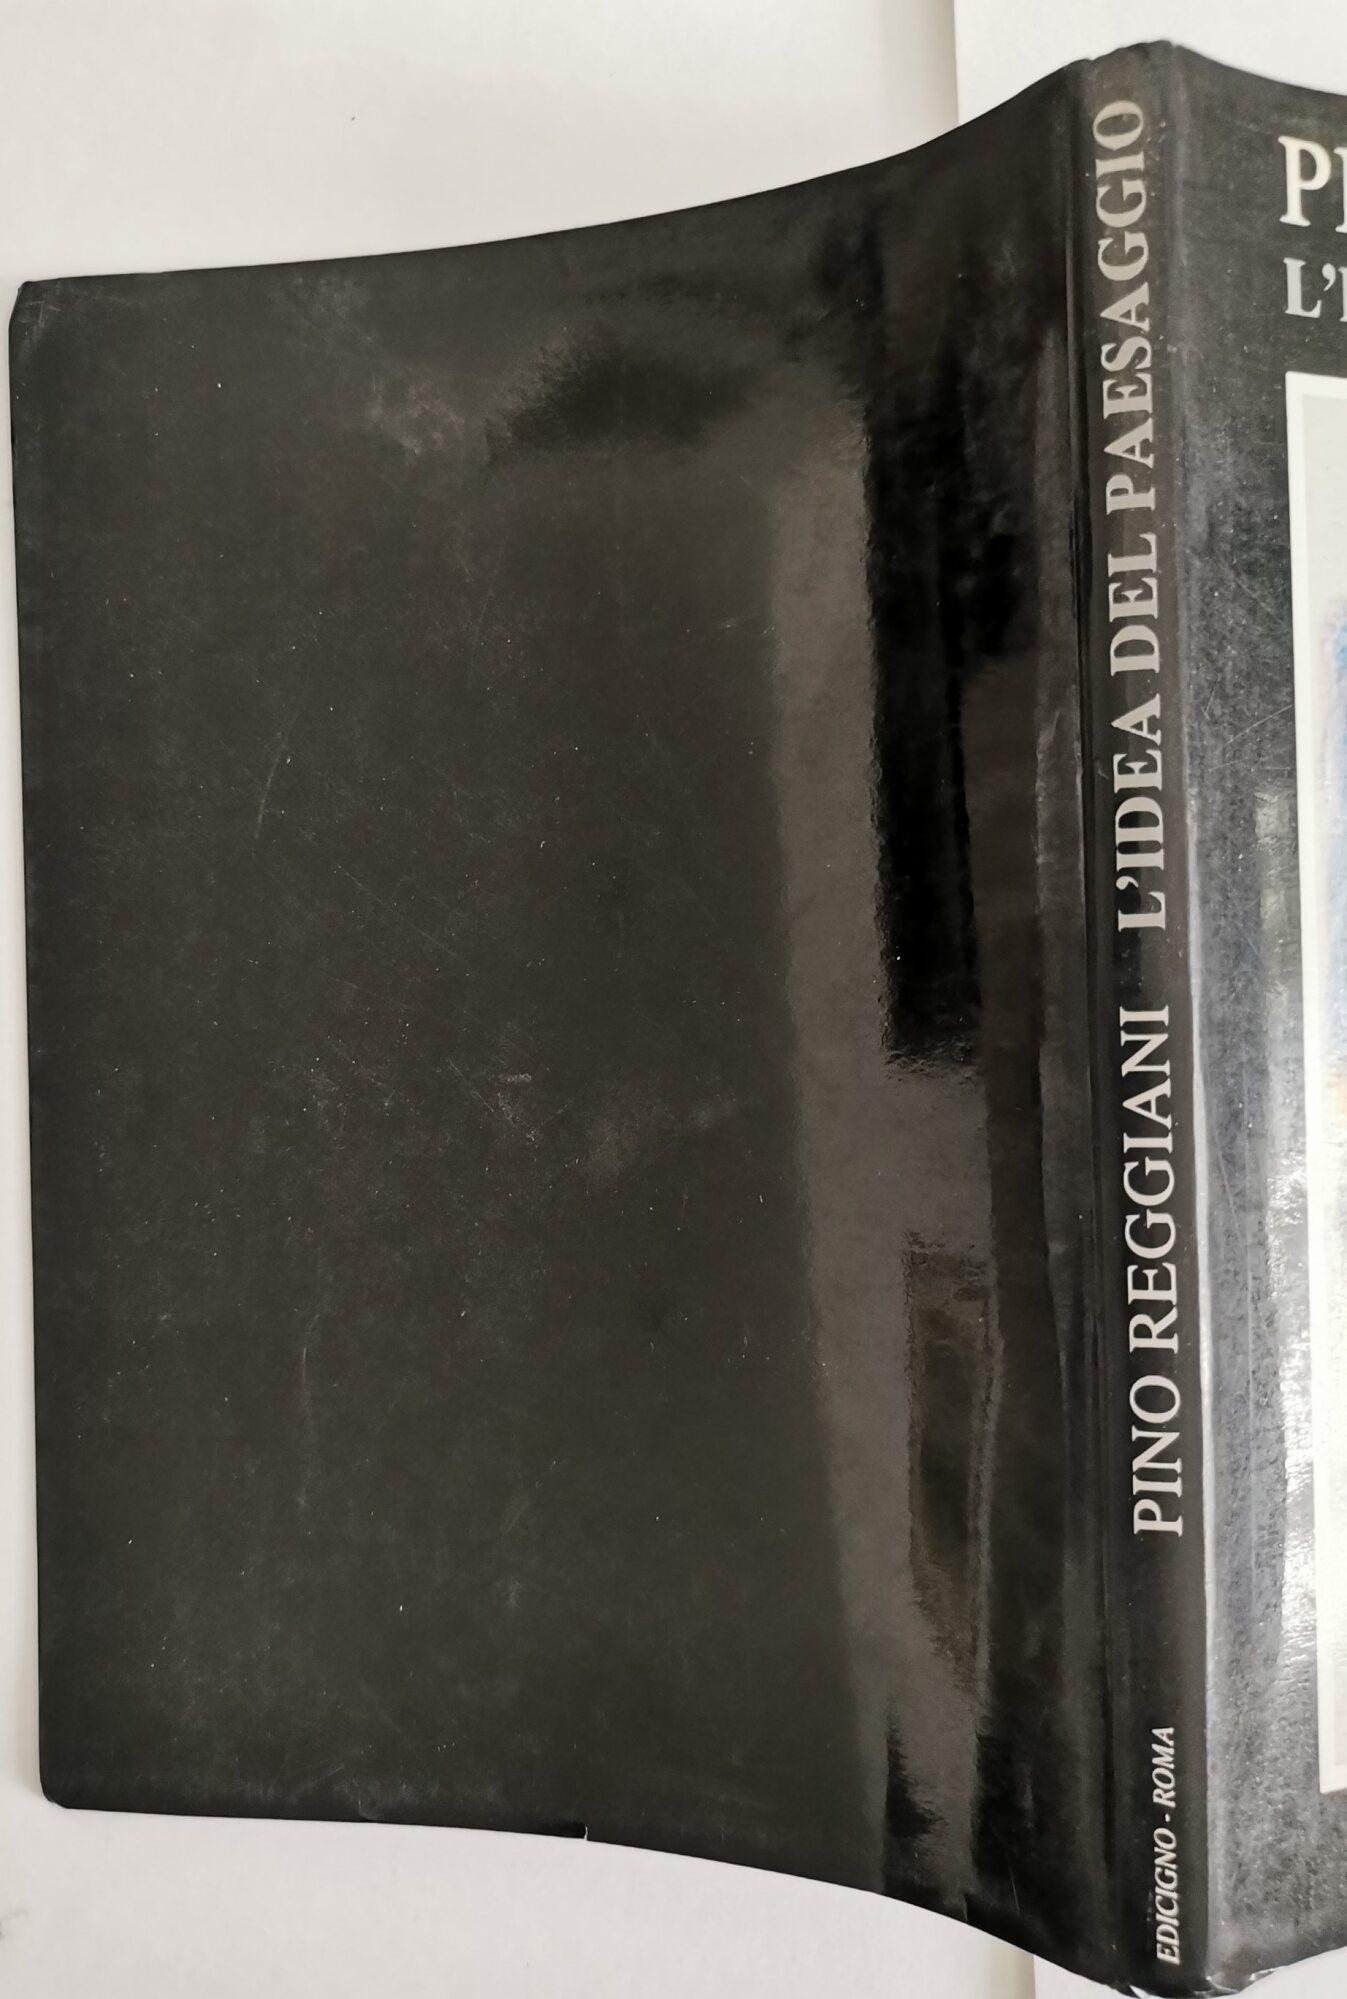 PINO REGGIANI L'IDEA DEL PAESAGGIO
EDICIGNO - ROMA
L'